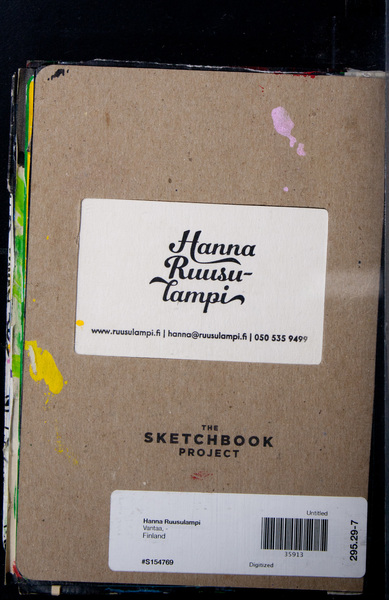 Hanna
Ruusu-
lampi
www.ruusulampi.fi | hanna@ruusulampi.fi | 050 535 9499
THE
SKETCHBOOK
PROJECT
Untitled
Hanna Ruusulampi
Vantaa, -
Finland
35913
#S154769
Digitized
295.29-7